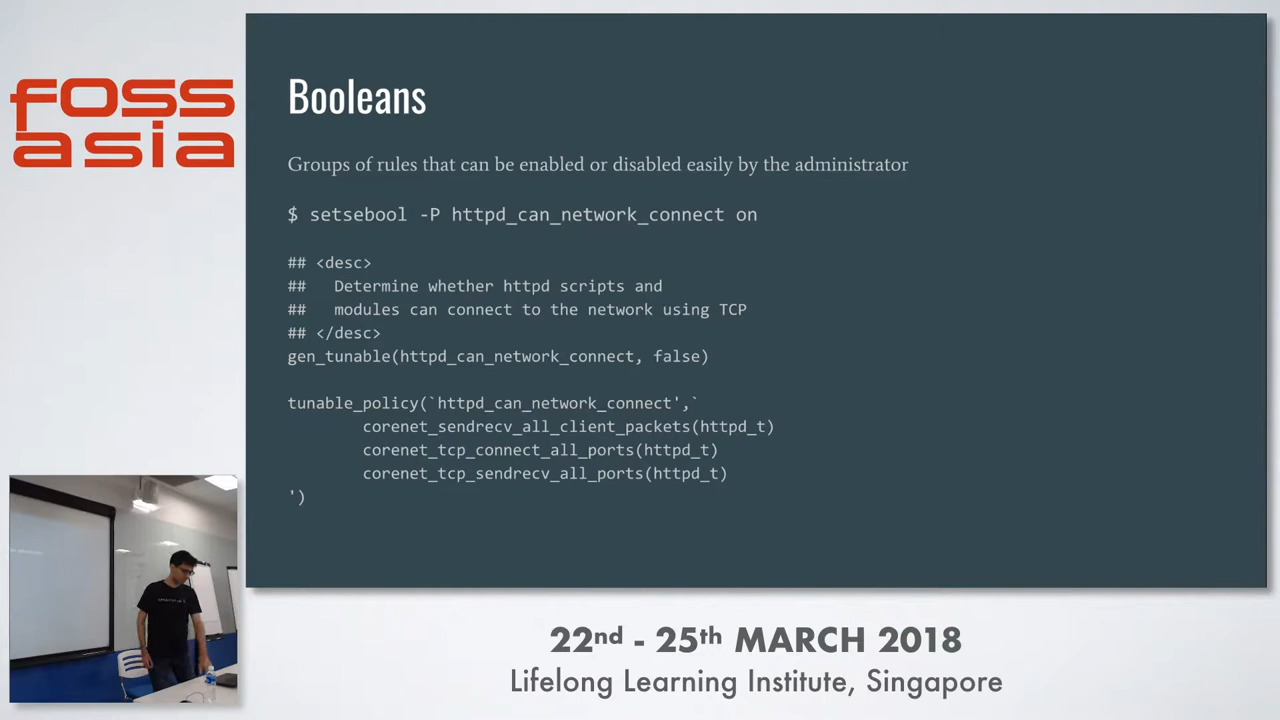 foss
asia
Booleans
Groups of rules that can be enabled or disabled easily by the administrator
$ setsebool -P httpd_can_network_connect on
## <desc>
##   Determine whether httpd scripts and
##   modules can connect to the network using TCP
## </desc>
gen_tunable(httpd_can_network_connect, false)
tunable_policy(`httpd_can_network_connect',`
        corenet_sendrecv_all_client_packets(httpd_t)
        corenet_tcp_connect_all_ports(httpd_t)
        corenet_tcp_sendrecv_all_ports(httpd_t)
')
22nd - 25th MARCH 2018
Lifelong Learning Institute, Singapore